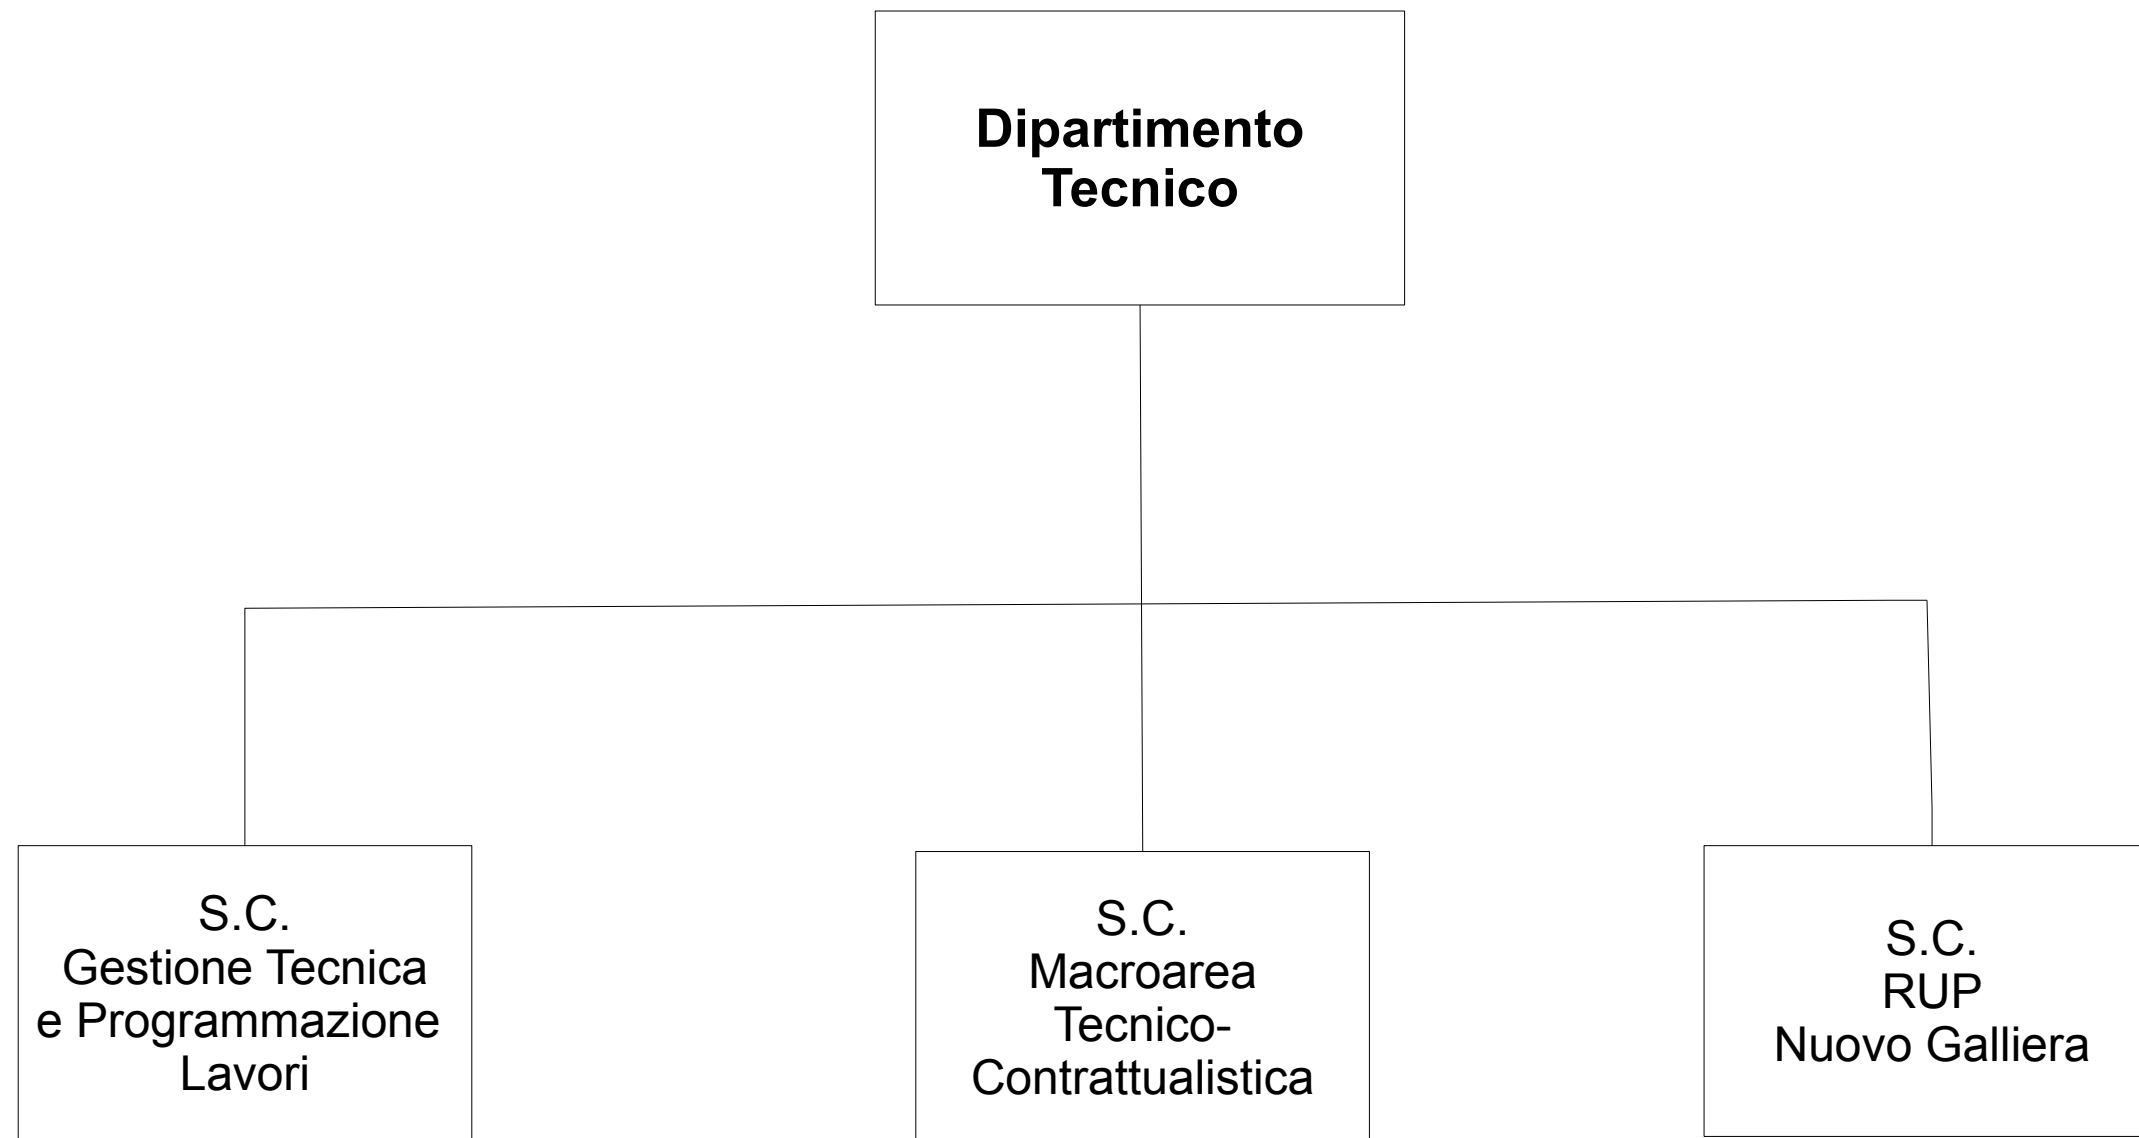 Dipartimento
Tecnico
S.C.
Gestione Tecnica
e Programmazione
Lavori
S.C.
Macroarea
Tecnico-
Contrattualistica
S.C.
RUP
Nuovo Galliera